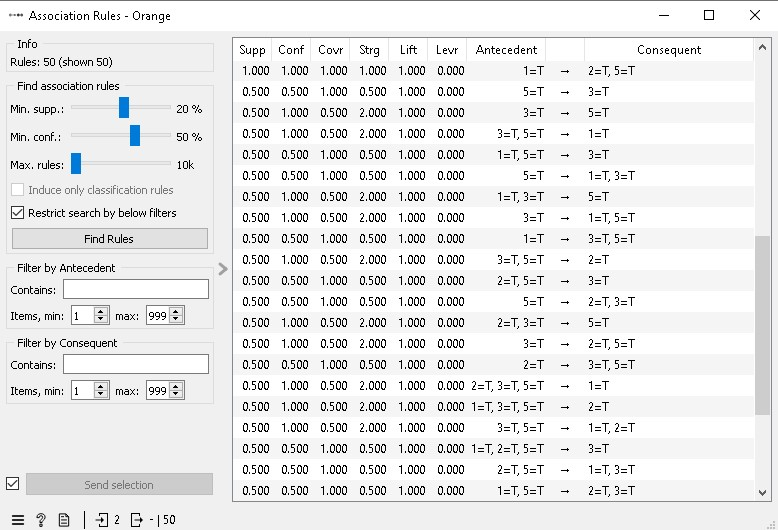 Association Rules - Orange
Info
Rules: 50 (shown 50)
Find association rules
Min. supp.: 20 %
Min. conf.: 50 %
Max. rules: 10k
Induce only classification rules
Restrict search by below filters
Find Rules
Filter by Antecedent
Contains:
Items, min: 1 max: 999
Filter by Consequent
Contains:
Items, min: 1 max: 999
Send selection
2 - | 50
Supp Conf Covr Strg Lift Levr Antecedent Consequent
1.000 1.000 1.000 1.000 1.000 0.000 1=T → 2=T, 5=T
0.500 0.500 1.000 0.500 1.000 0.000 5=T → 3=T
0.500 1.000 0.500 2.000 1.000 0.000 3=T → 5=T
0.500 1.000 0.500 2.000 1.000 0.000 3=T, 5=T → 1=T
0.500 0.500 1.000 0.500 1.000 0.000 1=T, 5=T → 3=T
0.500 0.500 1.000 0.500 1.000 0.000 5=T → 1=T, 3=T
0.500 1.000 0.500 2.000 1.000 0.000 1=T, 3=T → 5=T
0.500 1.000 0.500 2.000 1.000 0.000 3=T → 1=T, 5=T
0.500 0.500 1.000 0.500 1.000 0.000 1=T → 3=T, 5=T
0.500 1.000 0.500 2.000 1.000 0.000 3=T, 5=T → 2=T
0.500 0.500 1.000 0.500 1.000 0.000 2=T, 5=T → 3=T
0.500 0.500 1.000 0.500 1.000 0.000 5=T → 2=T, 3=T
0.500 1.000 0.500 2.000 1.000 0.000 2=T, 3=T → 5=T
0.500 1.000 0.500 2.000 1.000 0.000 3=T → 2=T, 5=T
0.500 0.500 1.000 0.500 1.000 0.000 2=T → 3=T, 5=T
0.500 1.000 0.500 2.000 1.000 0.000 2=T, 3=T, 5=T → 1=T
0.500 1.000 0.500 2.000 1.000 0.000 1=T, 3=T, 5=T → 2=T
0.500 1.000 0.500 2.000 1.000 0.000 3=T, 5=T → 1=T, 2=T
0.500 0.500 1.000 0.500 1.000 0.000 1=T, 2=T, 5=T → 3=T
0.500 0.500 1.000 0.500 1.000 0.000 2=T, 5=T → 1=T, 3=T
0.500 0.500 1.000 0.500 1.000 0.000 1=T, 5=T → 2=T, 3=T